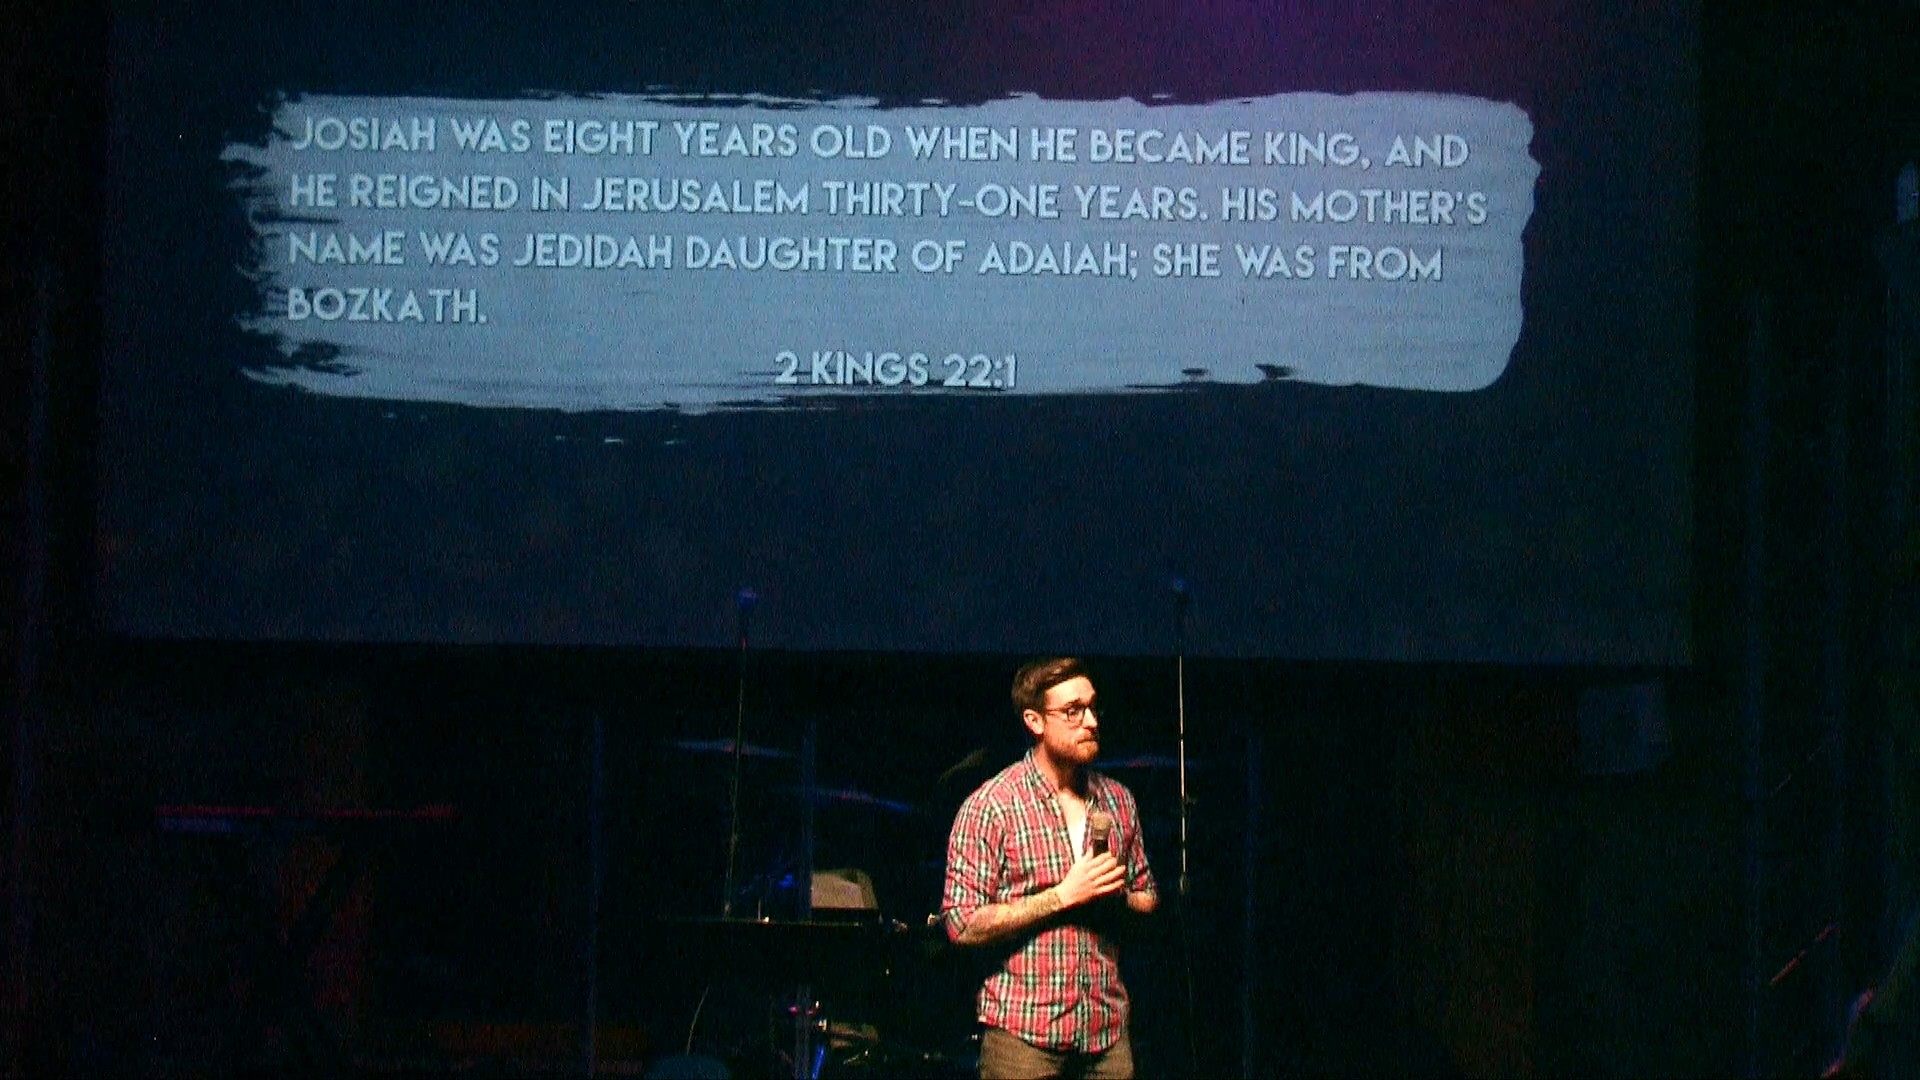 JOSIAH WAS EIGHT YEARS OLD WHEN HE BECAME KING, AND
HE REIGNED IN JERUSALEM THIRTY-ONE YEARS. HIS MOTHER'S
NAME WAS JEDIDAH DAUGHTER OF ADAIAH; SHE WAS FROM
BOZKATH.
2 KINGS 22:1